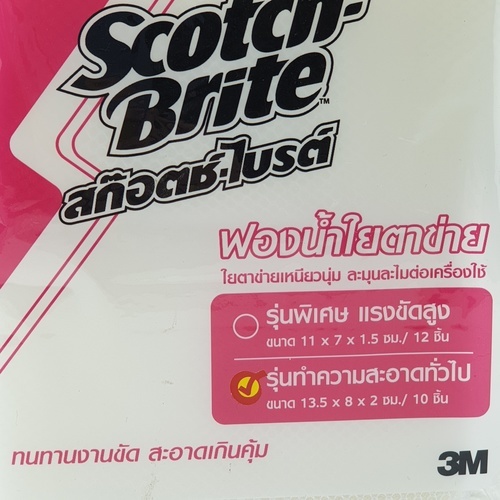 Scotch-
Brite™
สก๊อตช์-ไบรต์
ฟองน้ำใยตาข่าย
ใยตาข่ายเหนียวนุ่ม ละมุนละไมต่อเครื่องใช้
รุ่นพิเศษ แรงขัดสูง
ขนาด 11 x 7 x 1.5 ซม./ 12 ชิ้น
รุ่นทำความสะอาดทั่วไป
ขนาด 13.5 x 8 x 2 ซม./ 10 ชิ้น
ทนทานงานขัด สะอาดเกินคุ้ม
3M